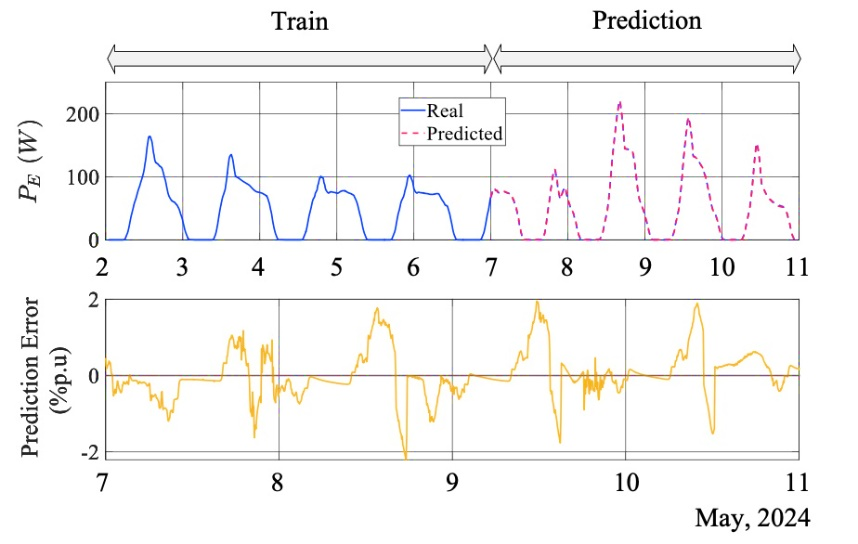 Train Prediction
P_E (W)
200
100
0
Real
Predicted
2 3 4 5 6 7 8 9 10 11
Prediction Error
(%p.u)
2
0
-2
7 8 9 10 11
May, 2024